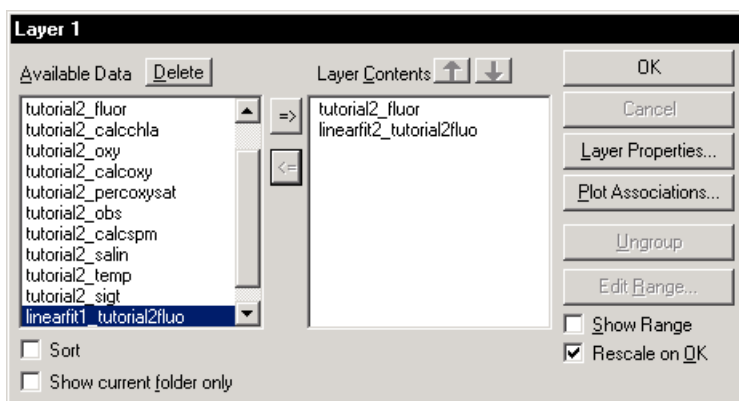 Layer 1
Available Data
Delete
tutorial2_fluor
tutorial2_calcchla
tutorial2_oxy
tutorial2_calcoxy
tutorial2_percoxysat
tutorial2_obs
tutorial2_calcspm
tutorial2_salin
tutorial2_temp
tutorial2_sigt
linearfit1_tutorial2fluo
Sort
Show current folder only
=>
<=
Layer Contents
tutorial2_fluor
linearfit2_tutorial2fluo
OK
Cancel
Layer Properties...
Plot Associations...
Ungroup
Edit Range...
Show Range
Rescale on OK